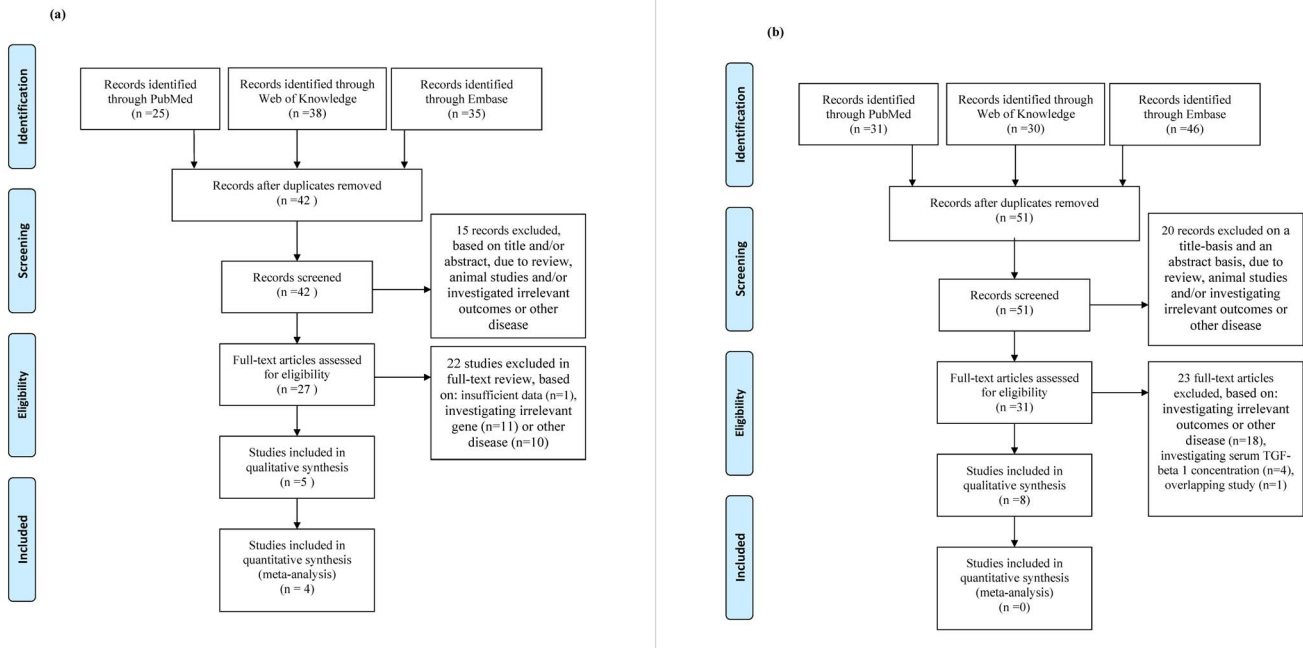 (a)
Identification
Records identified
through PubMed
(n =25)
Records identified through
Web of Knowledge
(n =38)
Records identified
through Embase
(n =35)
Records after duplicates removed
(n =42 )
Screening
Records screened
(n =42 )
15 records excluded,
based on title and/or
abstract, due to review,
animal studies and/or
investigated irrelevant
outcomes or other
disease
Eligibility
Full-text articles assessed
for eligibility
(n =27 )
22 studies excluded in
full-text review, based
on: insufficient data (n=1),
investigating irrelevant
gene (n=11) or other
disease (n=10)
Studies included in
qualitative synthesis
(n =5 )
Included
Studies included in
quantitative synthesis
(meta-analysis)
(n = 4)
(b)
Identification
Records identified
through PubMed
(n =31)
Records identified through
Web of Knowledge
(n =30)
Records identified
through Embase
(n =46)
Records after duplicates removed
(n =51)
Screening
Records screened
(n =51)
20 records excluded on a
title-basis and an
abstract basis, due to
review, animal studies
and/or investigating
irrelevant outcomes or
other disease
Eligibility
Full-text articles assessed
for eligibility
(n =31)
23 full-text articles
excluded, based on:
investigating irrelevant
outcomes or other
disease (n=18),
investigating serum TGF-
beta 1 concentration (n=4),
overlapping study (n=1)
Studies included in
qualitative synthesis
(n =8)
Included
Studies included in
quantitative synthesis
(meta-analysis)
(n =0)